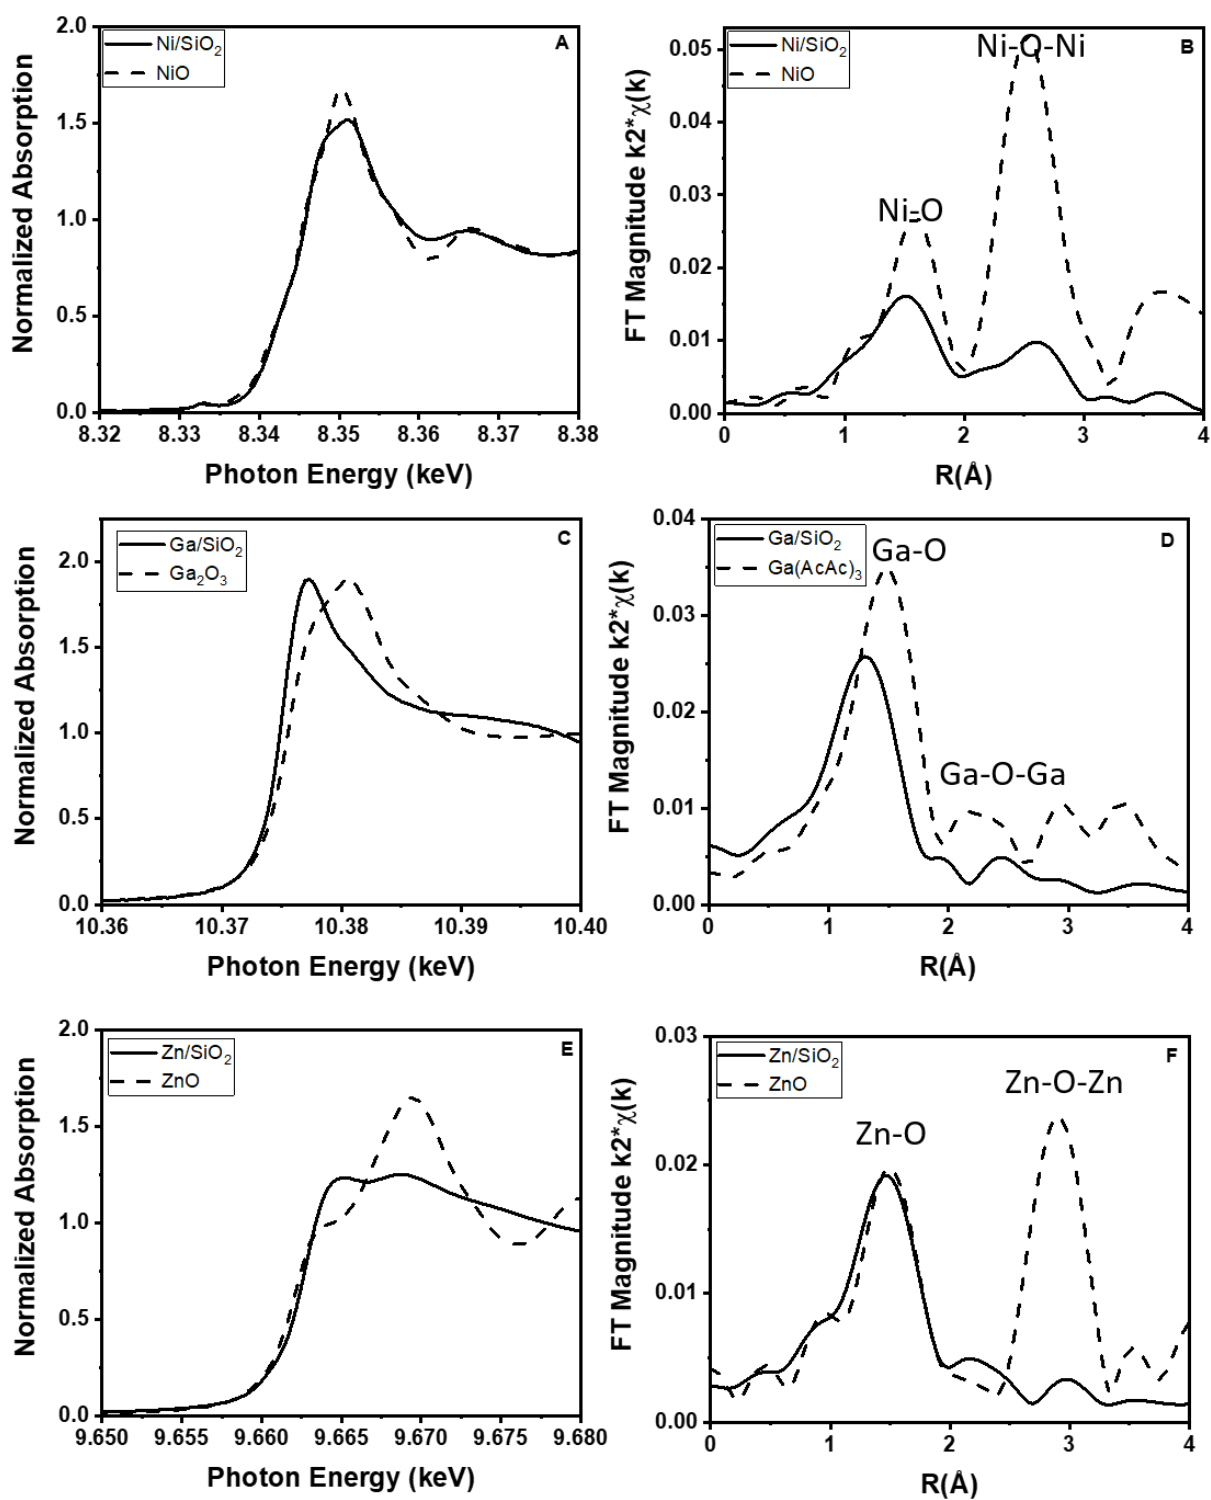 Normalized Absorption
2.0
1.5
1.0
0.5
0.0
Ni/SiO2
NiO
A
8.32 8.33 8.34 8.35 8.36 8.37 8.38
Photon Energy (keV)
FT Magnitude k2*χ(k)
0.05
0.04
0.03
0.02
0.01
0.00
Ni/SiO2
NiO
Ni-O-Ni
B
Ni-O
0 1 2 3 4
R(Å)
Normalized Absorption
2.0
1.5
1.0
0.5
0.0
Ga/SiO2
Ga2O3
C
10.36 10.37 10.38 10.39 10.40
Photon Energy (keV)
FT Magnitude k2*χ(k)
0.04
0.03
0.02
0.01
0.00
Ga/SiO2
Ga(AcAc)3
Ga-O
D
Ga-O-Ga
0 1 2 3 4
R(Å)
Normalized Absorption
2.0
1.5
1.0
0.5
0.0
Zn/SiO2
ZnO
E
9.650 9.655 9.660 9.665 9.670 9.675 9.680
Photon Energy (keV)
FT Magnitude k2*χ(k)
0.03
0.02
0.01
0.00
Zn/SiO2
ZnO
F
Zn-O-Zn
Zn-O
0 1 2 3 4
R(Å)